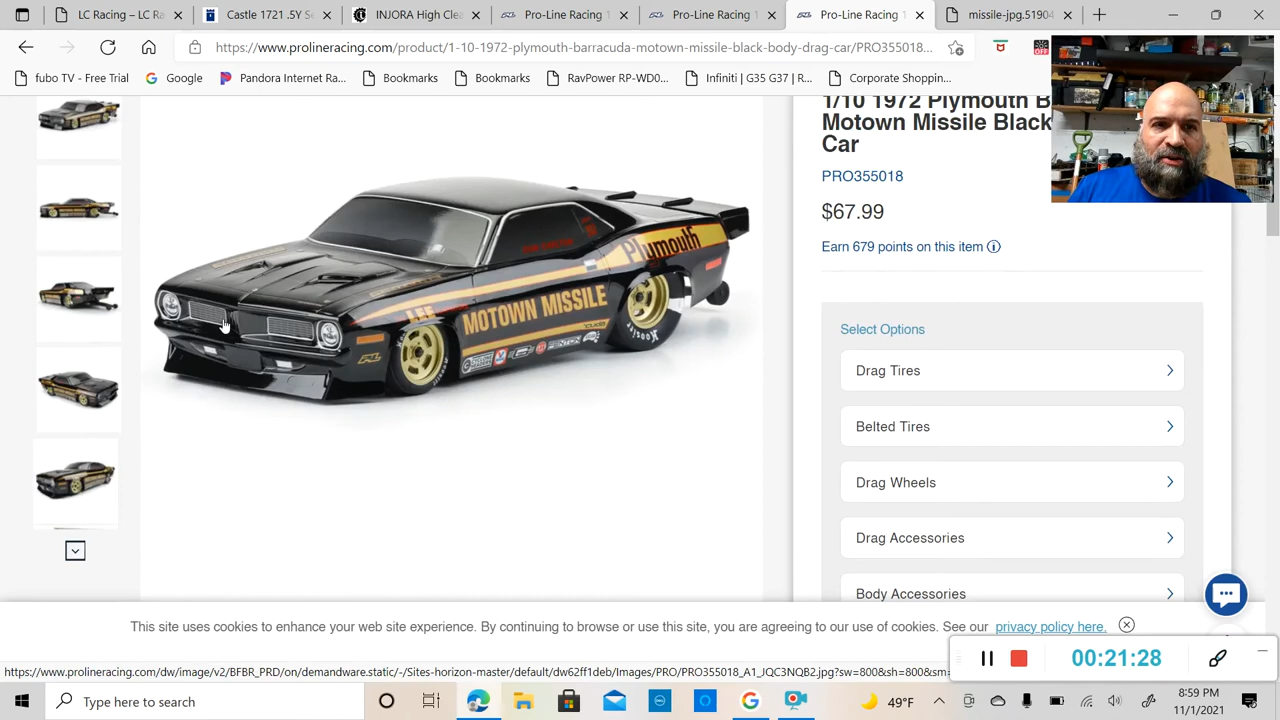 LC Racing – LC Ra
Castle 1721 .5Y Se
INJORA High Clea
Pro-Line Racing 1
Pro-Line Racing 1
Pro-Line Racing 1
missile-jpg.51904
https://www.prolineracing.com/product/1-10-1972-plymouth-barracuda-motown-missile-black-body-drag-car/PRO355018...
OFF
fubo TV - Free Trial
Google
Pandora Internet Ra...
Bookmarks
Bookmarks
RavPower RP-WD0...
Infiniti | G35 G37 | R...
Corporate Shoppin...
1/10 1972 Plymouth B
Motown Missile Black
Car
PRO355018
$67.99
Earn 679 points on this item
Plymouth
MOTOWN MISSILE
'cuda
Hoosier
Select Options
Drag Tires
Belted Tires
Drag Wheels
Drag Accessories
Body Accessories
This site uses cookies to enhance your web site experience. By continuing to browse or use this site, you are agreeing to our use of cookies. See our privacy policy here.
00:21:28
https://www.prolineracing.com/dw/image/v2/BFBR_PRD/on/demandware.static/-/Sites-horizon-master/default/dw62ff1deb/Images/PRO/PRO355018_A1_JQC3NQB2.jpg?sw=800&sh=800&sm=
Type here to search
49°F
8:59 PM
11/1/2021